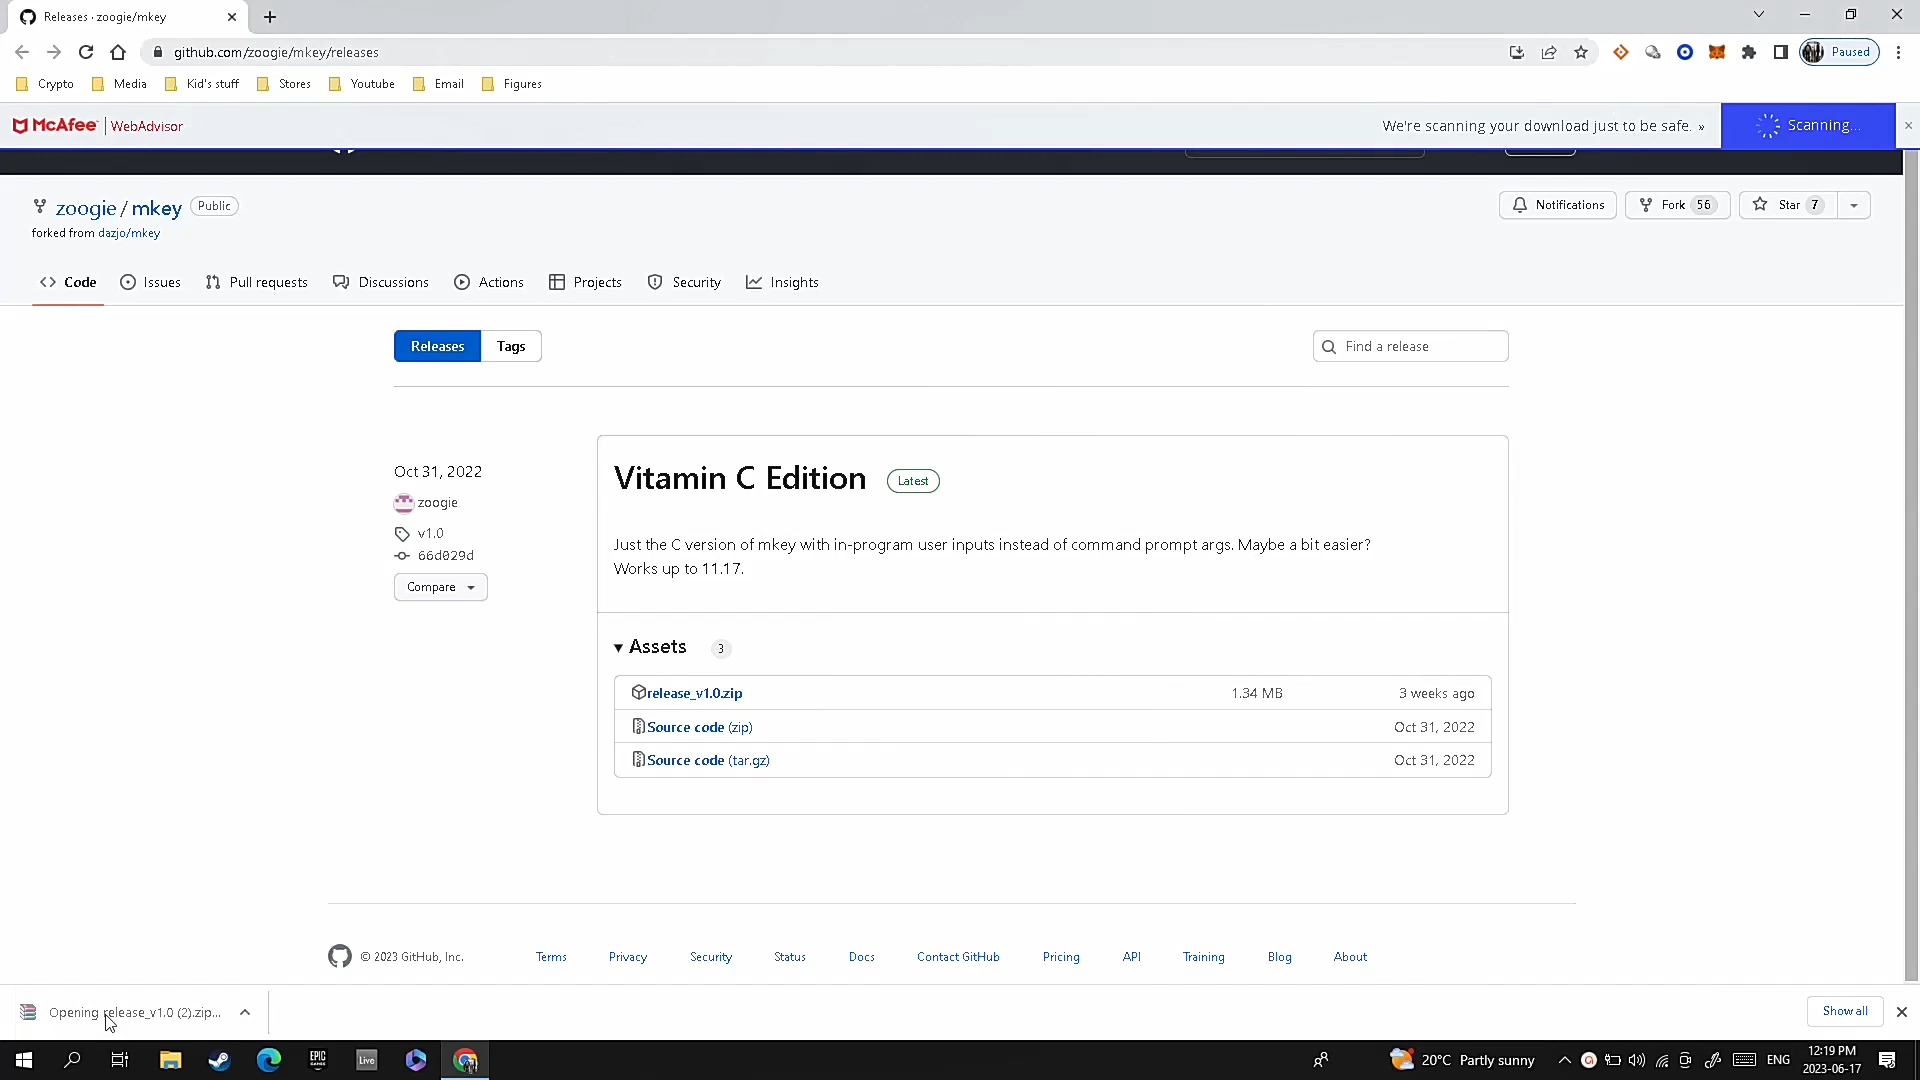 Releases · zoogie/mkey
github.com/zoogie/mkey/releases
Paused
Crypto
Media
Kid's stuff
Stores
Youtube
Email
Figures
McAfee | WebAdvisor
We're scanning your download just to be safe. »
Scanning...
zoogie / mkey Public
Notifications
Fork 56
Star 7
forked from dazjo/mkey
Code
Issues
Pull requests
Discussions
Actions
Projects
Security
Insights
Releases
Tags
Find a release
Oct 31, 2022
zoogie
v1.0
66d029d
Compare
Vitamin C Edition Latest
Just the C version of mkey with in-program user inputs instead of command prompt args. Maybe a bit easier?
Works up to 11.17.
Assets 3
release_v1.0.zip 1.34 MB 3 weeks ago
Source code (zip) Oct 31, 2022
Source code (tar.gz) Oct 31, 2022
© 2023 GitHub, Inc.
Terms
Privacy
Security
Status
Docs
Contact GitHub
Pricing
API
Training
Blog
About
Opening release_v1.0 (2).zip...
Show all
EPIC GAMES
Live
20°C Partly sunny
ENG
12:19 PM
2023-06-17